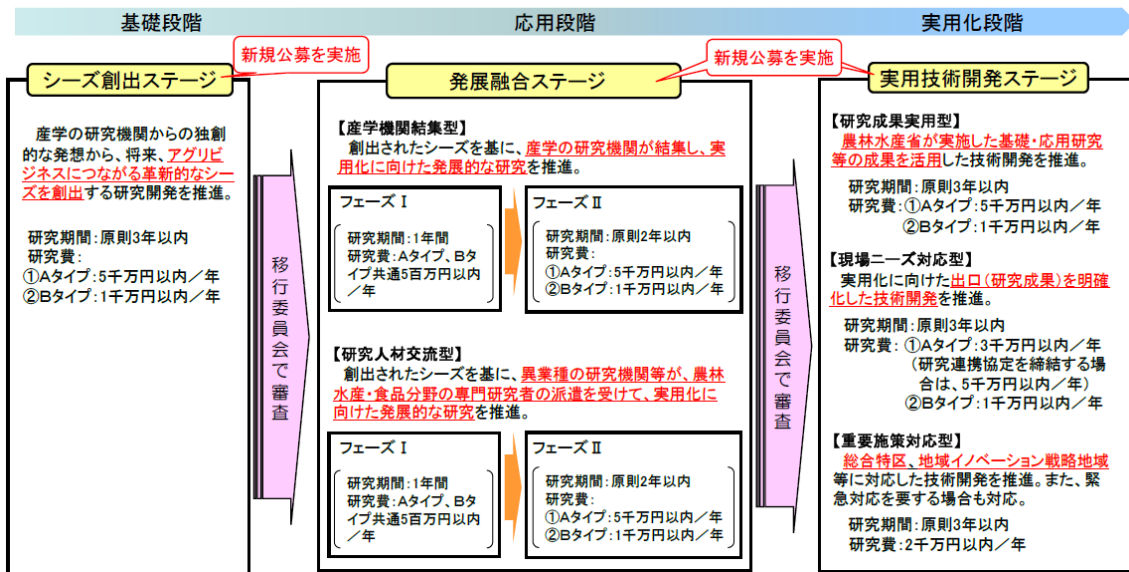 基礎段階
応用段階
実用化段階
新規公募を実施
新規公募を実施
シーズ創出ステージ
産学の研究機関からの独創
的な発想から、将来、アグリビ
ジネスにつながる革新的なシー
ズを創出する研究開発を推進。
研究期間:原則3年以内
研究費:
①Aタイプ:5千万円以内/年
②Bタイプ:1千万円以内/年
移行委員会で審査
発展融合ステージ
【産学機関結集型】
創出されたシーズを基に、産学の研究機関が結集し、実
用化に向けた発展的な研究を推進。
フェーズⅠ
研究期間:1年間
研究費:Aタイプ、Bタ
イプ共通5百万円以内
/年
フェーズⅡ
研究期間:原則2年以内
研究費:
①Aタイプ:5千万円以内/年
②Bタイプ:1千万円以内/年
【研究人材交流型】
創出されたシーズを基に、異業種の研究機関等が、農林
水産・食品分野の専門研究者の派遣を受けて、実用化に
向けた発展的な研究を推進。
フェーズⅠ
研究期間:1年間
研究費:Aタイプ、Bタ
イプ共通5百万円以内
/年
フェーズⅡ
研究期間:原則2年以内
研究費:
①Aタイプ:5千万円以内/年
②Bタイプ:1千万円以内/年
移行委員会で審査
実用技術開発ステージ
【研究成果実用型】
農林水産省が実施した基礎・応用研究
等の成果を活用した技術開発を推進。
研究期間:原則3年以内
研究費:①Aタイプ:5千万円以内/年
②Bタイプ:1千万円以内/年
【現場ニーズ対応型】
実用化に向けた出口(研究成果)を明確
化した技術開発を推進。
研究期間:原則3年以内
研究費: ①Aタイプ:3千万円以内/年
(研究連携協定を締結する場
合は、5千万円以内/年)
②Bタイプ:1千万円以内/年
【重要施策対応型】
総合特区、地域イノベーション戦略地域
等に対応した技術開発を推進。また、緊
急対応を要する場合も対応。
研究期間:原則3年以内
研究費:2千万円以内/年